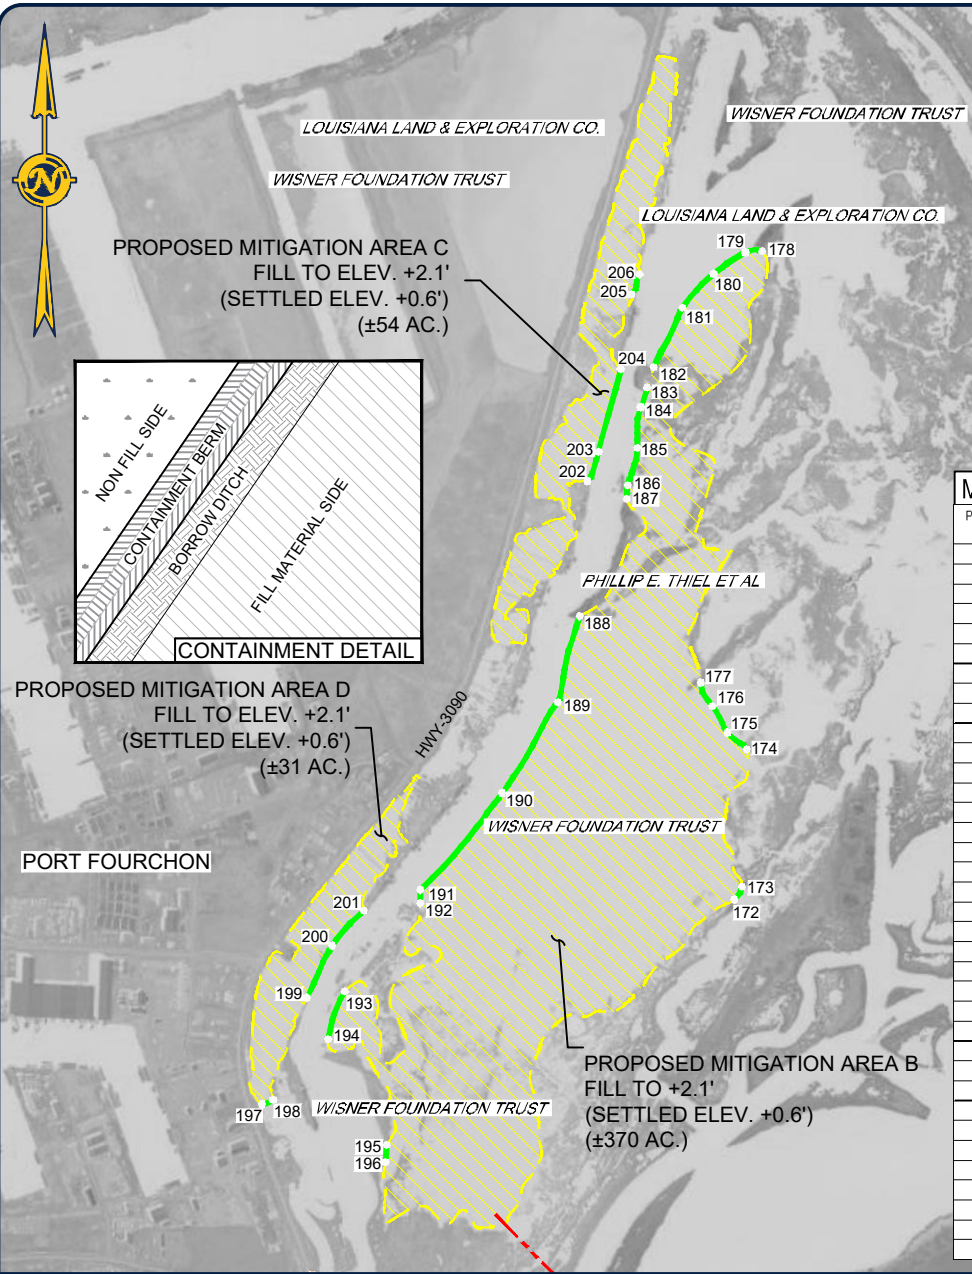 WISNER FOUNDATION TRUST
LOUISIANA LAND & EXPLORATION CO.
WISNER FOUNDATION TRUST
N
LOUISIANA LAND & EXPLORATION CO.
PROPOSED MITIGATION AREA C
FILL TO ELEV. +2.1'
(SETTLED ELEV. +0.6')
(±54 AC.)
179
178
180
206
205
181
204
182
183
184
203
185
202
186
187
NON FILL SIDE
CONTAINMENT BERM
BORROW DITCH
FILL MATERIAL SIDE
CONTAINMENT DETAIL
M
P
PHILLIP E. THIEL ET AL
188
177
189
176
175
174
PROPOSED MITIGATION AREA D
FILL TO ELEV. +2.1'
(SETTLED ELEV. +0.6')
(±31 AC.)
HWY-3090
190
WISNER FOUNDATION TRUST
PORT FOURCHON
191
192
173
172
201
200
199
193
194
PROPOSED MITIGATION AREA B
FILL TO +2.1'
(SETTLED ELEV. +0.6')
(±370 AC.)
197
198
WISNER FOUNDATION TRUST
195
196